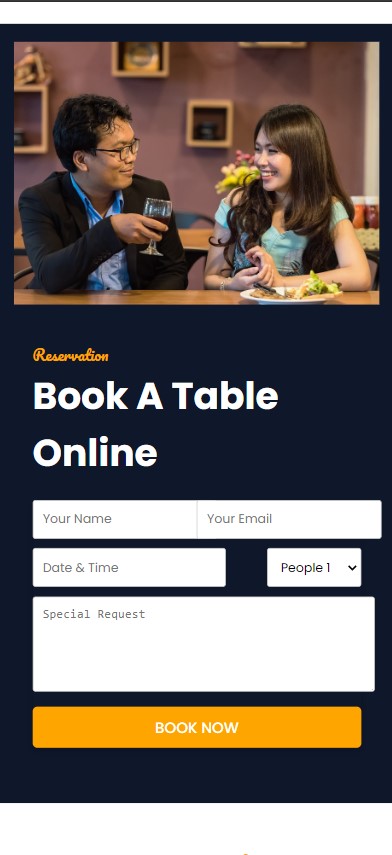 Reservation
Book A Table
Online
Your Name Your Email
Date & Time People 1
Special Request
BOOK NOW